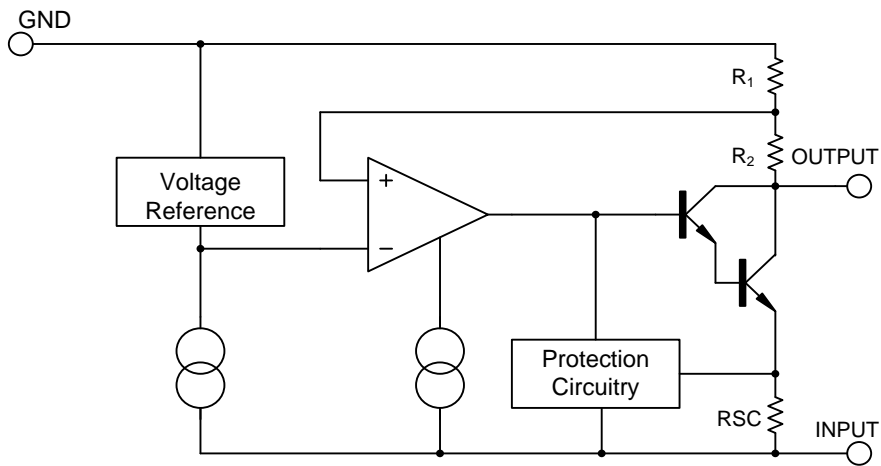 GND
R1
R2
OUTPUT
Voltage
Reference
+
−
Protection
Circuitry
RSC
INPUT